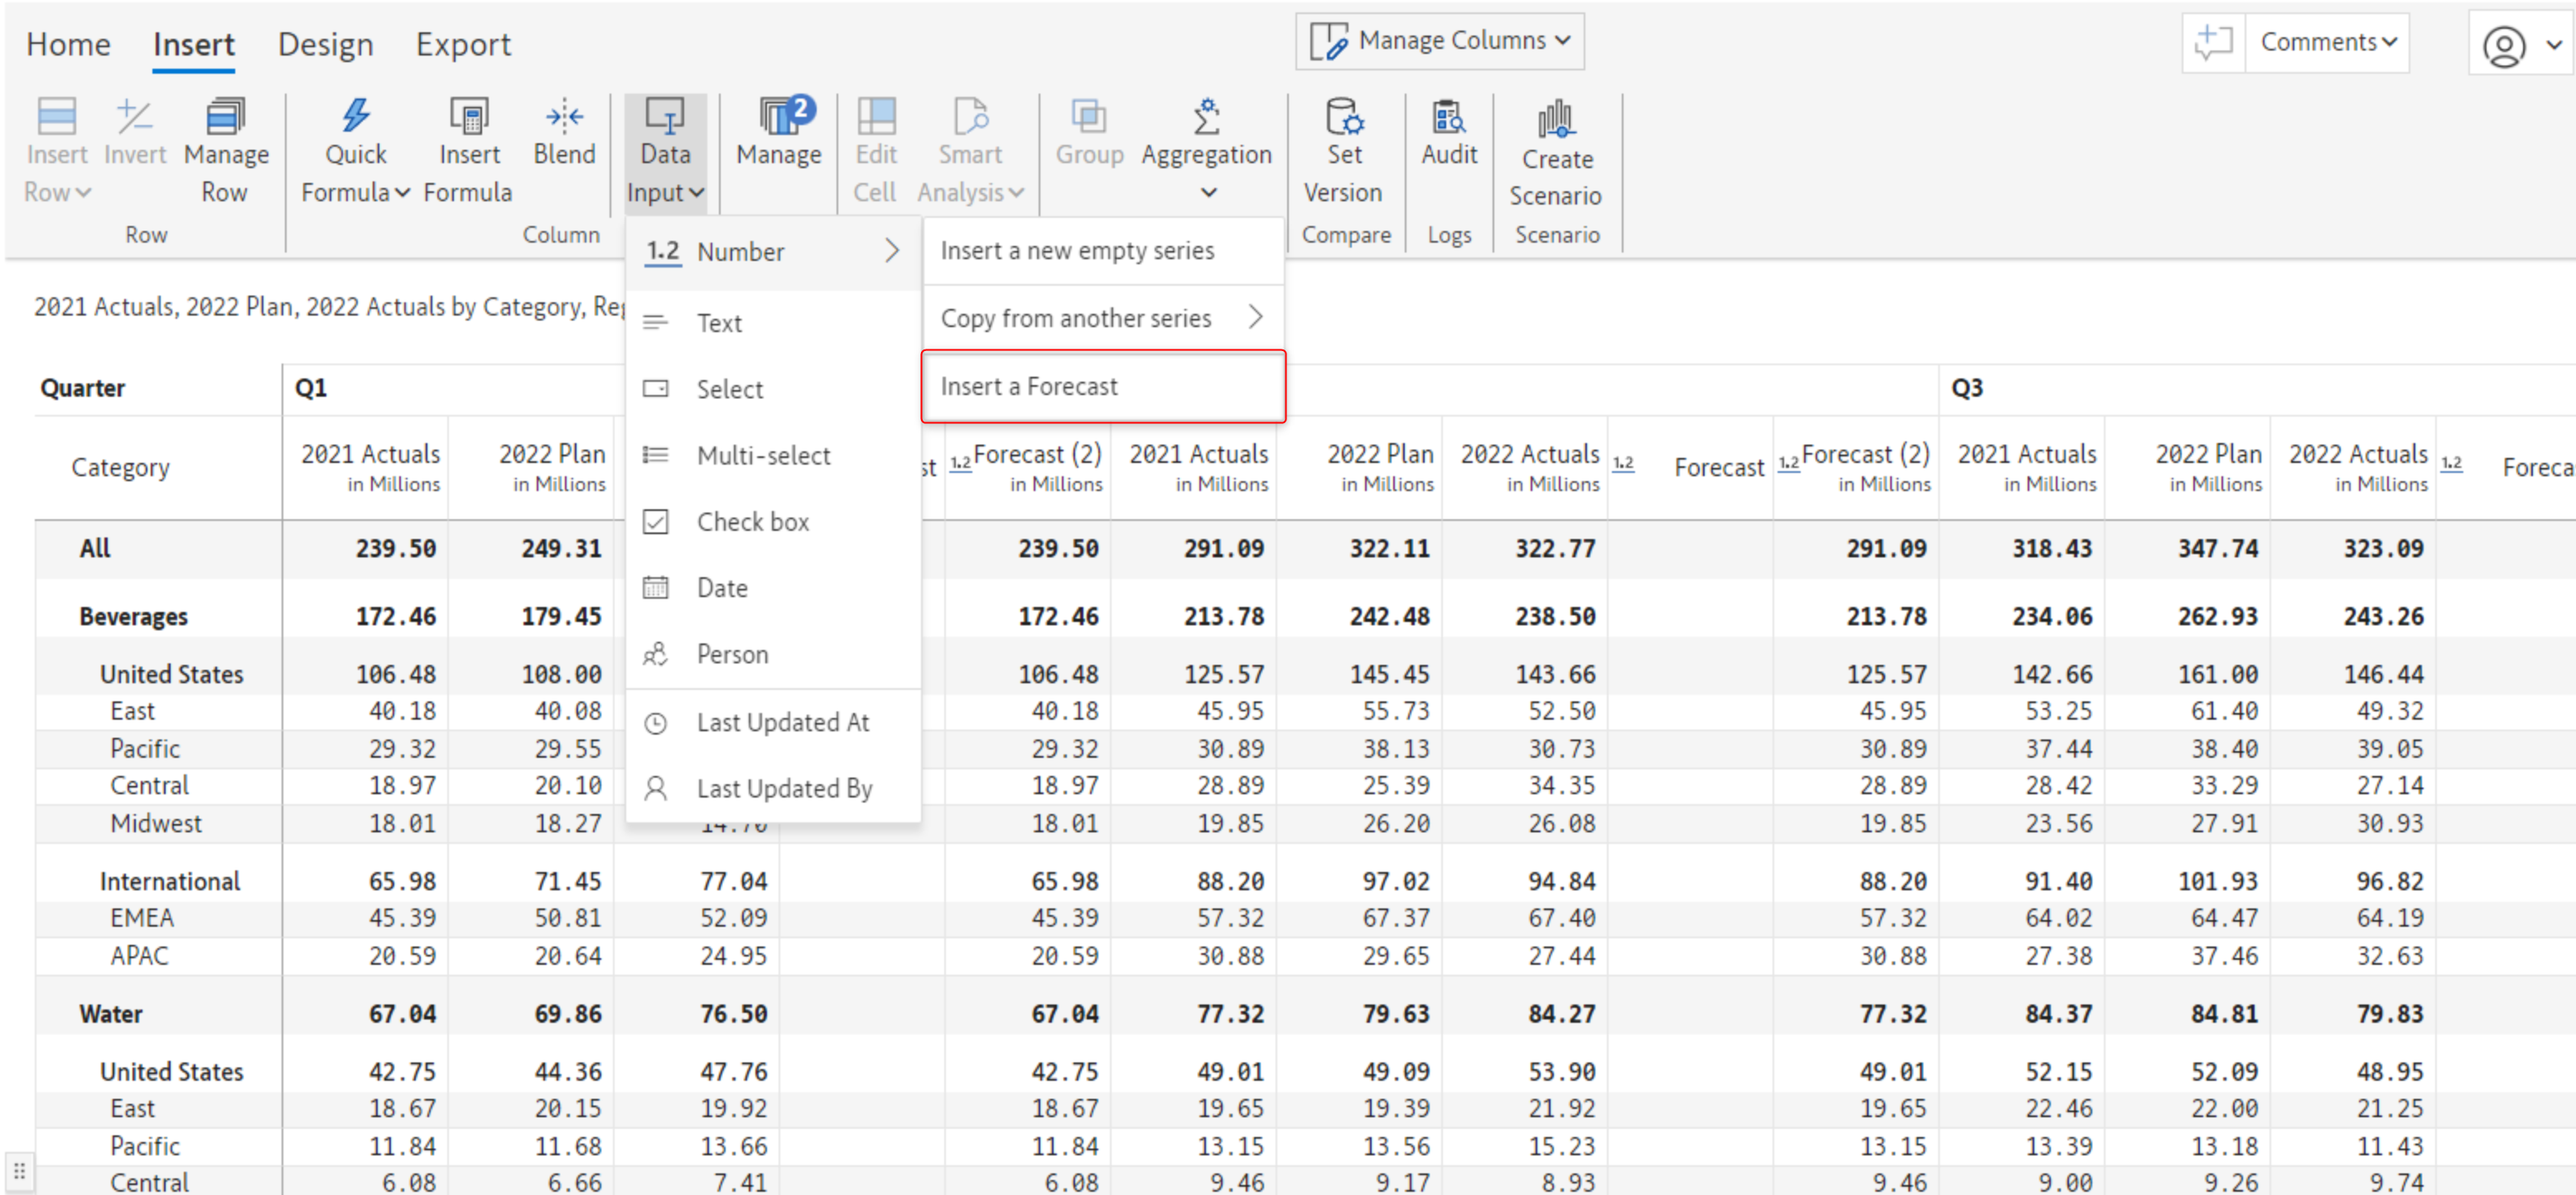 Home Insert Design Export Manage Columns Comments
Insert Row Invert Manage Row Quick Formula Insert Formula Blend Data Input Manage 2 Edit Cell Smart Analysis Group Aggregation Set Version Audit Create Scenario
Row Column Compare Logs Scenario
1.2 Number
Text
Select
Multi-select
Check box
Date
Person
Last Updated At
Last Updated By
Insert a new empty series
Copy from another series
Insert a Forecast
2021 Actuals, 2022 Plan, 2022 Actuals by Category, Re
Quarter Q1 Q3
Category 2021 Actuals in Millions 2022 Plan in Millions st 1.2 Forecast (2) in Millions 2021 Actuals in Millions 2022 Plan in Millions 2022 Actuals in Millions 1.2 Forecast 1.2 Forecast (2) in Millions 2021 Actuals in Millions 2022 Plan in Millions 2022 Actuals in Millions 1.2 Foreca
All 239.50 249.31 239.50 291.09 322.11 322.77 291.09 318.43 347.74 323.09
Beverages 172.46 179.45 172.46 213.78 242.48 238.50 213.78 234.06 262.93 243.26
United States 106.48 108.00 106.48 125.57 145.45 143.66 125.57 142.66 161.00 146.44
East 40.18 40.08 40.18 45.95 55.73 52.50 45.95 53.25 61.40 49.32
Pacific 29.32 29.55 29.32 30.89 38.13 30.73 30.89 37.44 38.40 39.05
Central 18.97 20.10 18.97 28.89 25.39 34.35 28.89 28.42 33.29 27.14
Midwest 18.01 18.27 18.01 19.85 26.20 26.08 19.85 23.56 27.91 30.93
International 65.98 71.45 77.04 65.98 88.20 97.02 94.84 88.20 91.40 101.93 96.82
EMEA 45.39 50.81 52.09 45.39 57.32 67.37 67.40 57.32 64.02 64.47 64.19
APAC 20.59 20.64 24.95 20.59 30.88 29.65 27.44 30.88 27.38 37.46 32.63
Water 67.04 69.86 76.50 67.04 77.32 79.63 84.27 77.32 84.37 84.81 79.83
United States 42.75 44.36 47.76 42.75 49.01 49.09 53.90 49.01 52.15 52.09 48.95
East 18.67 20.15 19.92 18.67 19.65 19.39 21.92 19.65 22.46 22.00 21.25
Pacific 11.84 11.68 13.66 11.84 13.15 13.56 15.23 13.15 13.39 13.18 11.43
Central 6.08 6.66 7.41 6.08 9.46 9.17 8.93 9.46 9.00 9.26 9.74